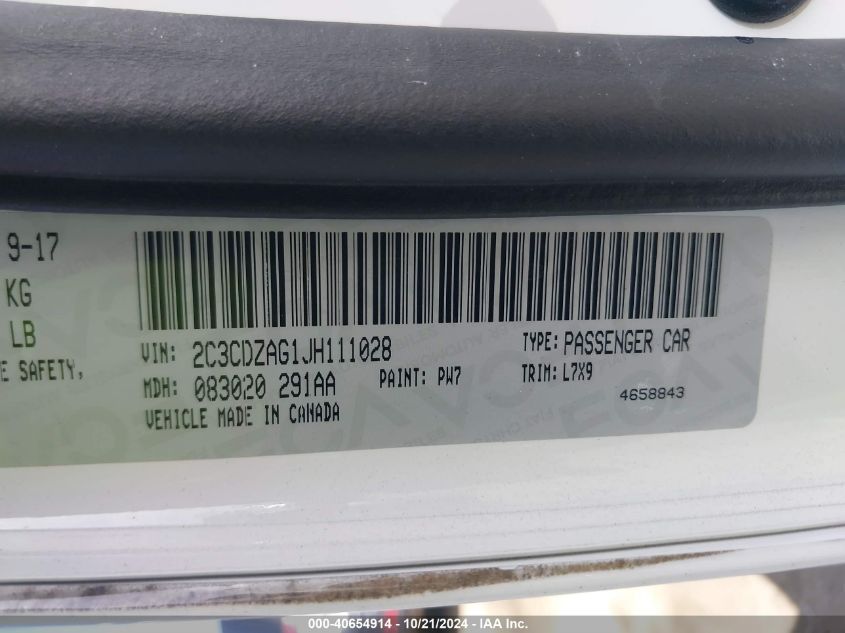 9-17
KG
LB
E SAFETY,
VIN: 2C3CDZAG1JH111028
TYPE: PASSENGER CAR
MDH: 083020 291AA
PAINT: PW7
TRIM: L7X9
VEHICLE MADE IN CANADA
4658843
000-40654914 - 10/21/2024 - IAA Inc.